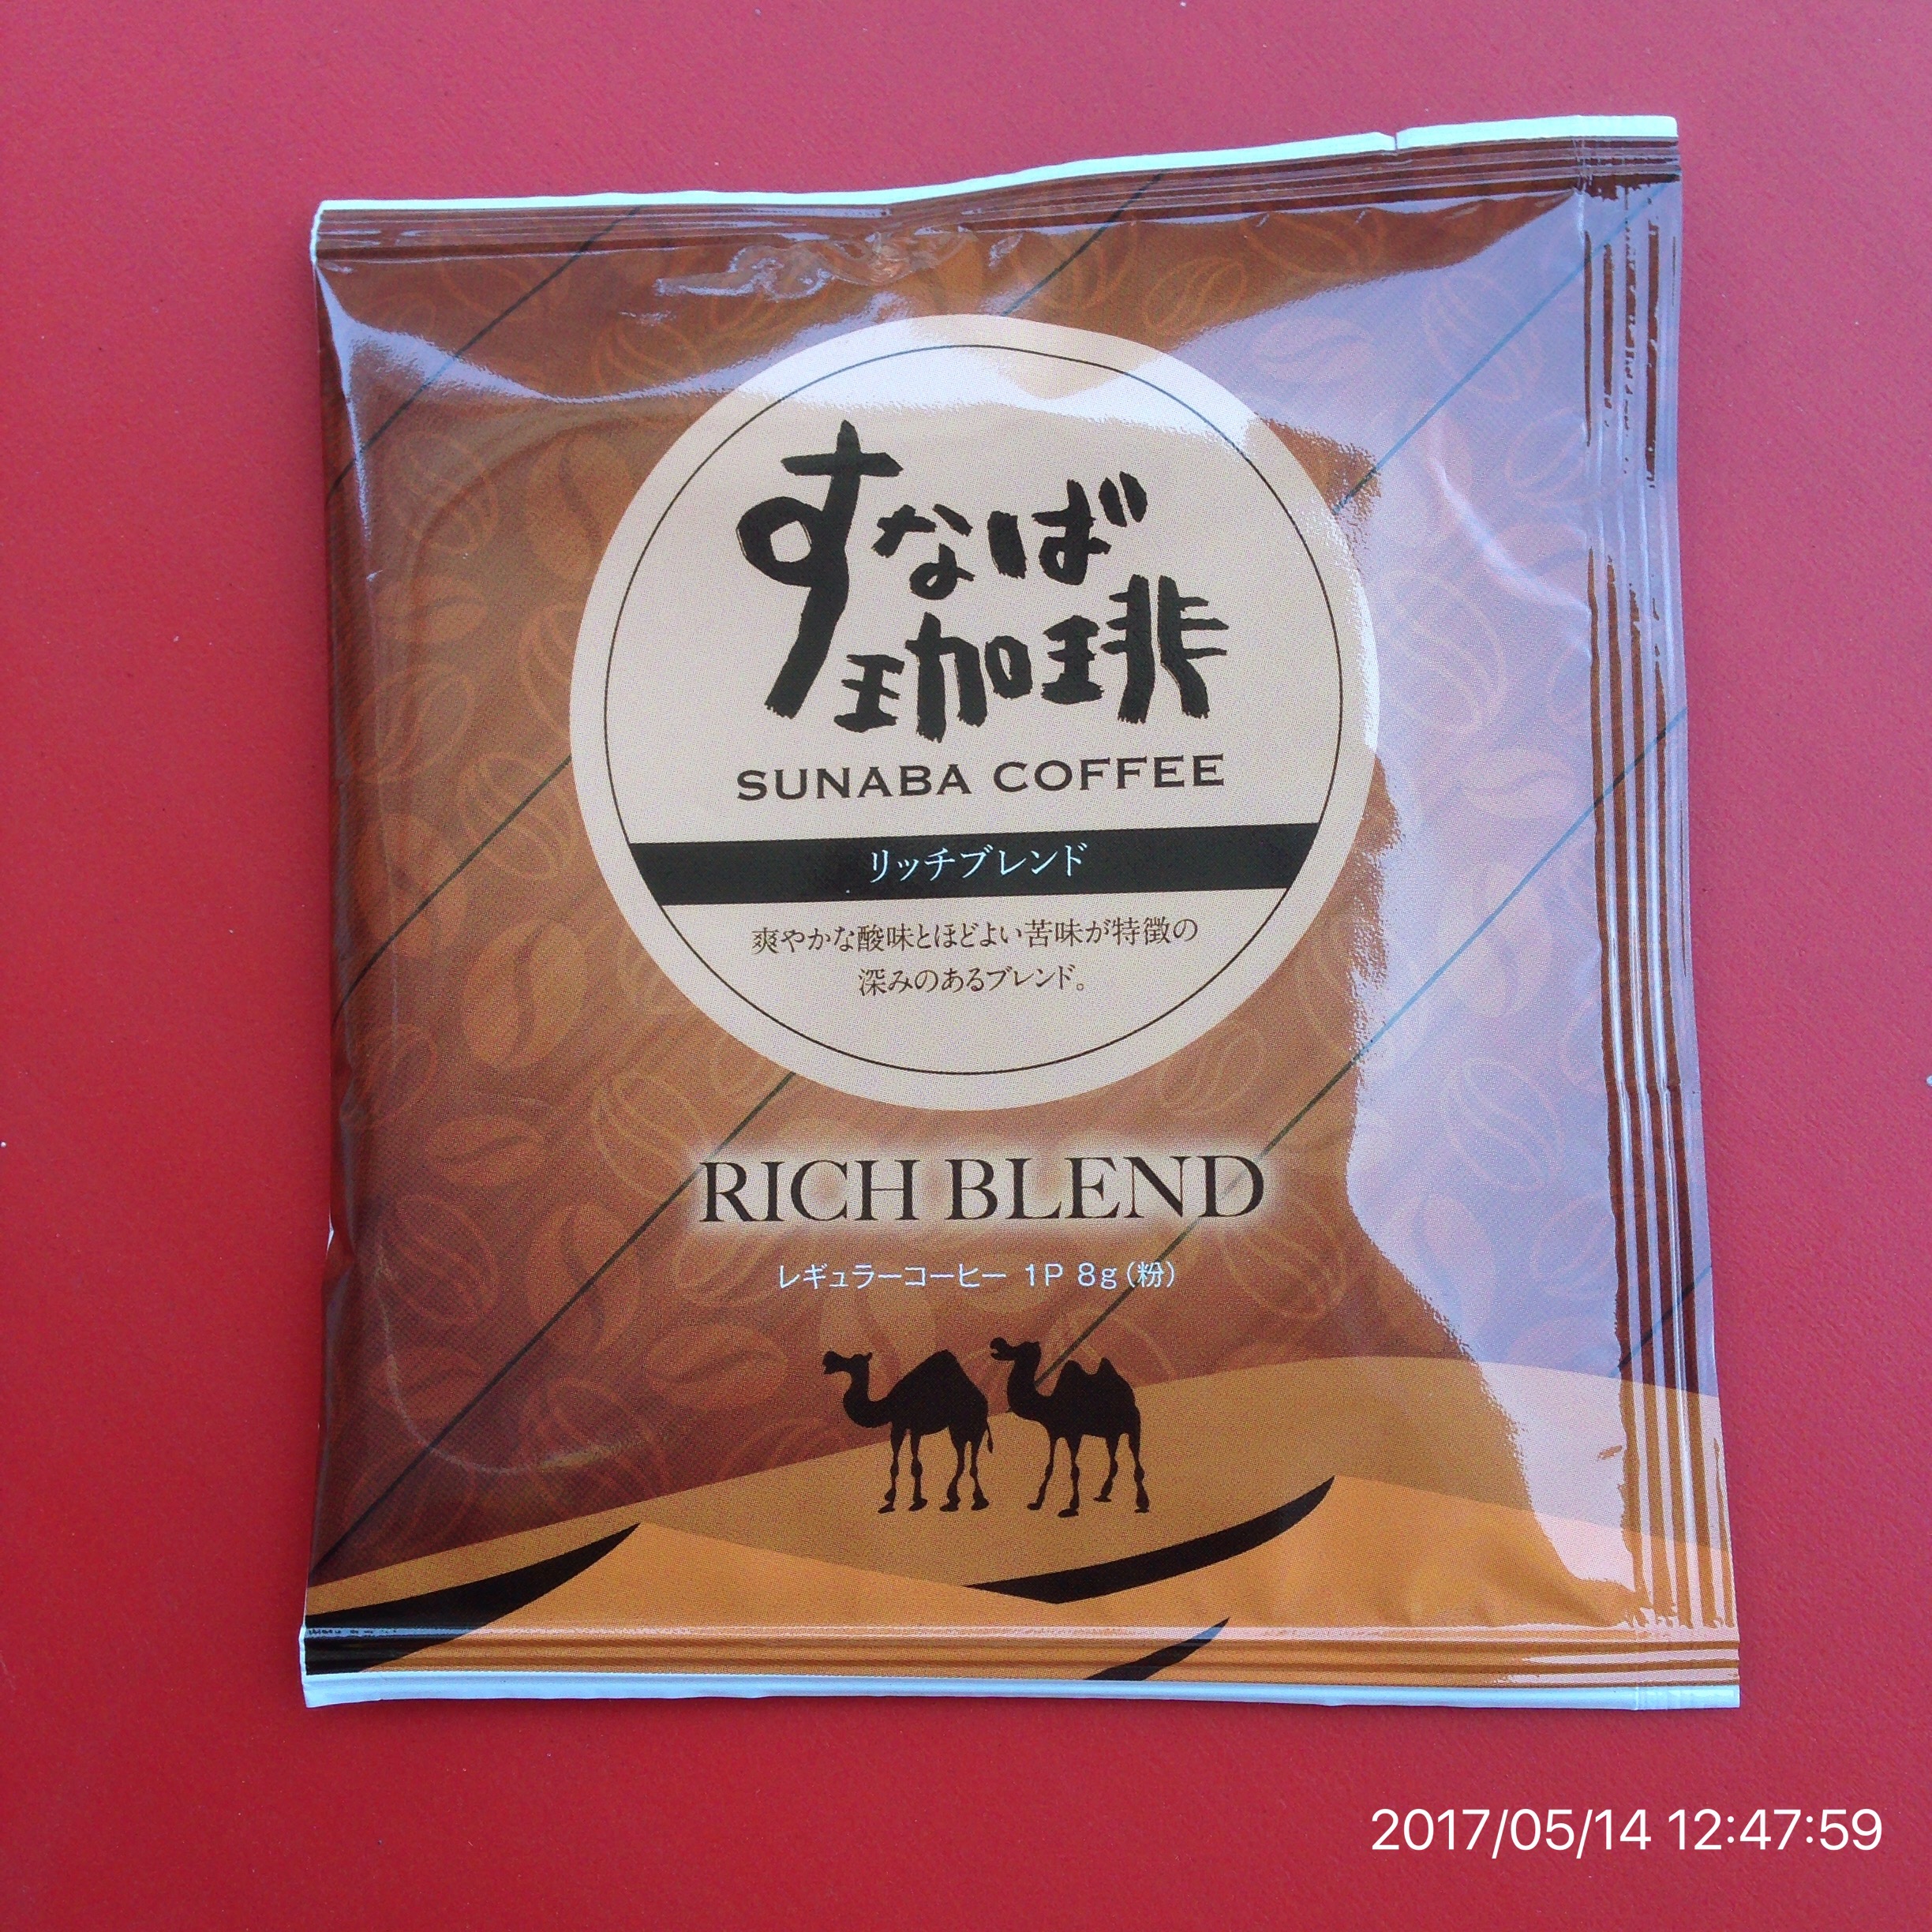 すなば
珈琲
SUNABA COFFEE
リッチブレンド
爽やかな酸味とほどよい苦味が特徴の
深みのあるブレンド。
RICH BLEND
レギュラーコーヒー 1P 8g(粉)
2017/05/14 12:47:59